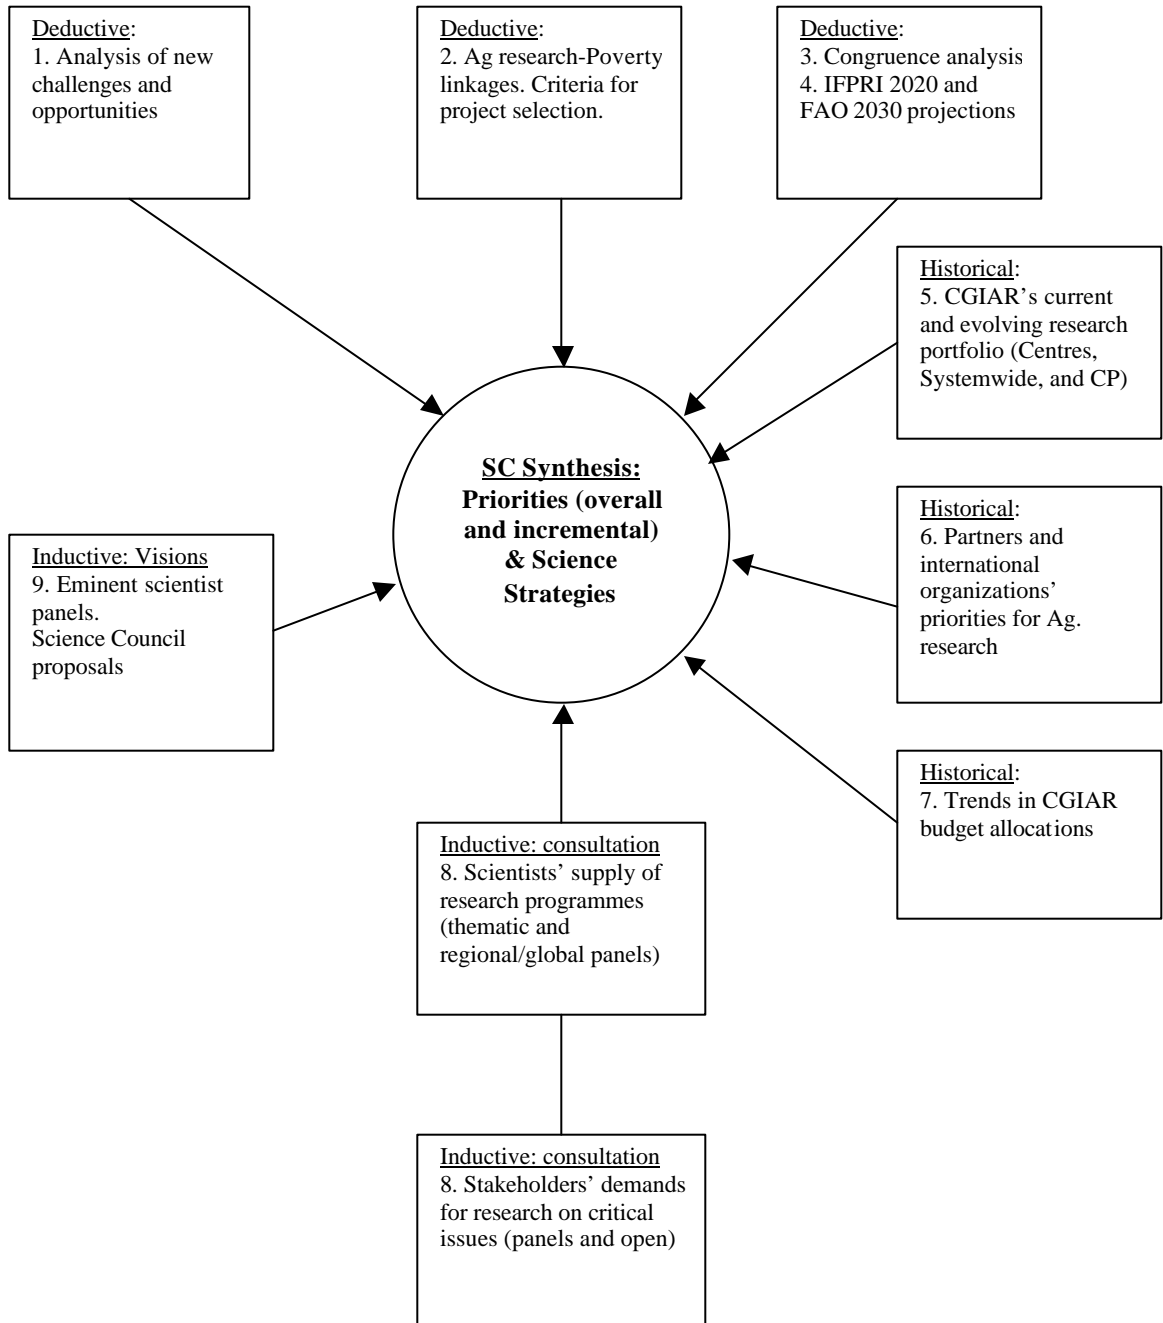 Deductive:
1. Analysis of new
challenges and
opportunities
Deductive:
2. Ag research-Poverty
linkages. Criteria for
project selection.
Deductive:
3. Congruence analysis
4. IFPRI 2020 and
FAO 2030 projections
Historical:
5. CGIAR’s current
and evolving research
portfolio (Centres,
Systemwide, and CP)
SC Synthesis:
Priorities (overall
and incremental)
& Science
Strategies
Historical:
6. Partners and
international
organizations’
priorities for Ag.
research
Inductive: Visions
9. Eminent scientist
panels.
Science Council
proposals
Historical:
7. Trends in CGIAR
budget allocations
Inductive: consultation
8. Scientists’ supply of
research programmes
(thematic and
regional/global panels)
Inductive: consultation
8. Stakeholders’ demands
for research on critical
issues (panels and open)